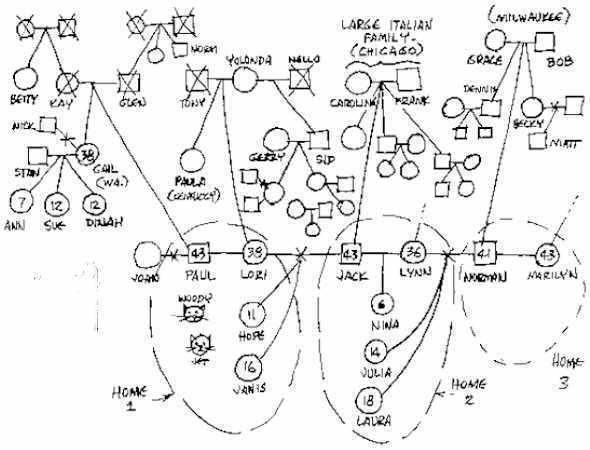 LARGE ITALIAN
FAMILY
(CHICAGO)
(MILWAUKEE)
NORM
YOLANDA
NELLO
GRACE
BOB
BETTY
KAY
GLEN
TONY
CAROLINE
FRANK
DENNIS
BECKY
MATT
NICK
STAN
38
GAIL
(WA.)
GERRY
SID
PAULA
7
12
12
ANN
SUE
DINAH
43
39
43
36
41
43
JOAN
PAUL
LORI
JACK
LYNN
NORMAN
MARILYN
WOODY
11
6
HOPE
NINA
JET
14
JULIA
HOME
3
16
JANIS
HOME
1
HOME
2
18
LAURA